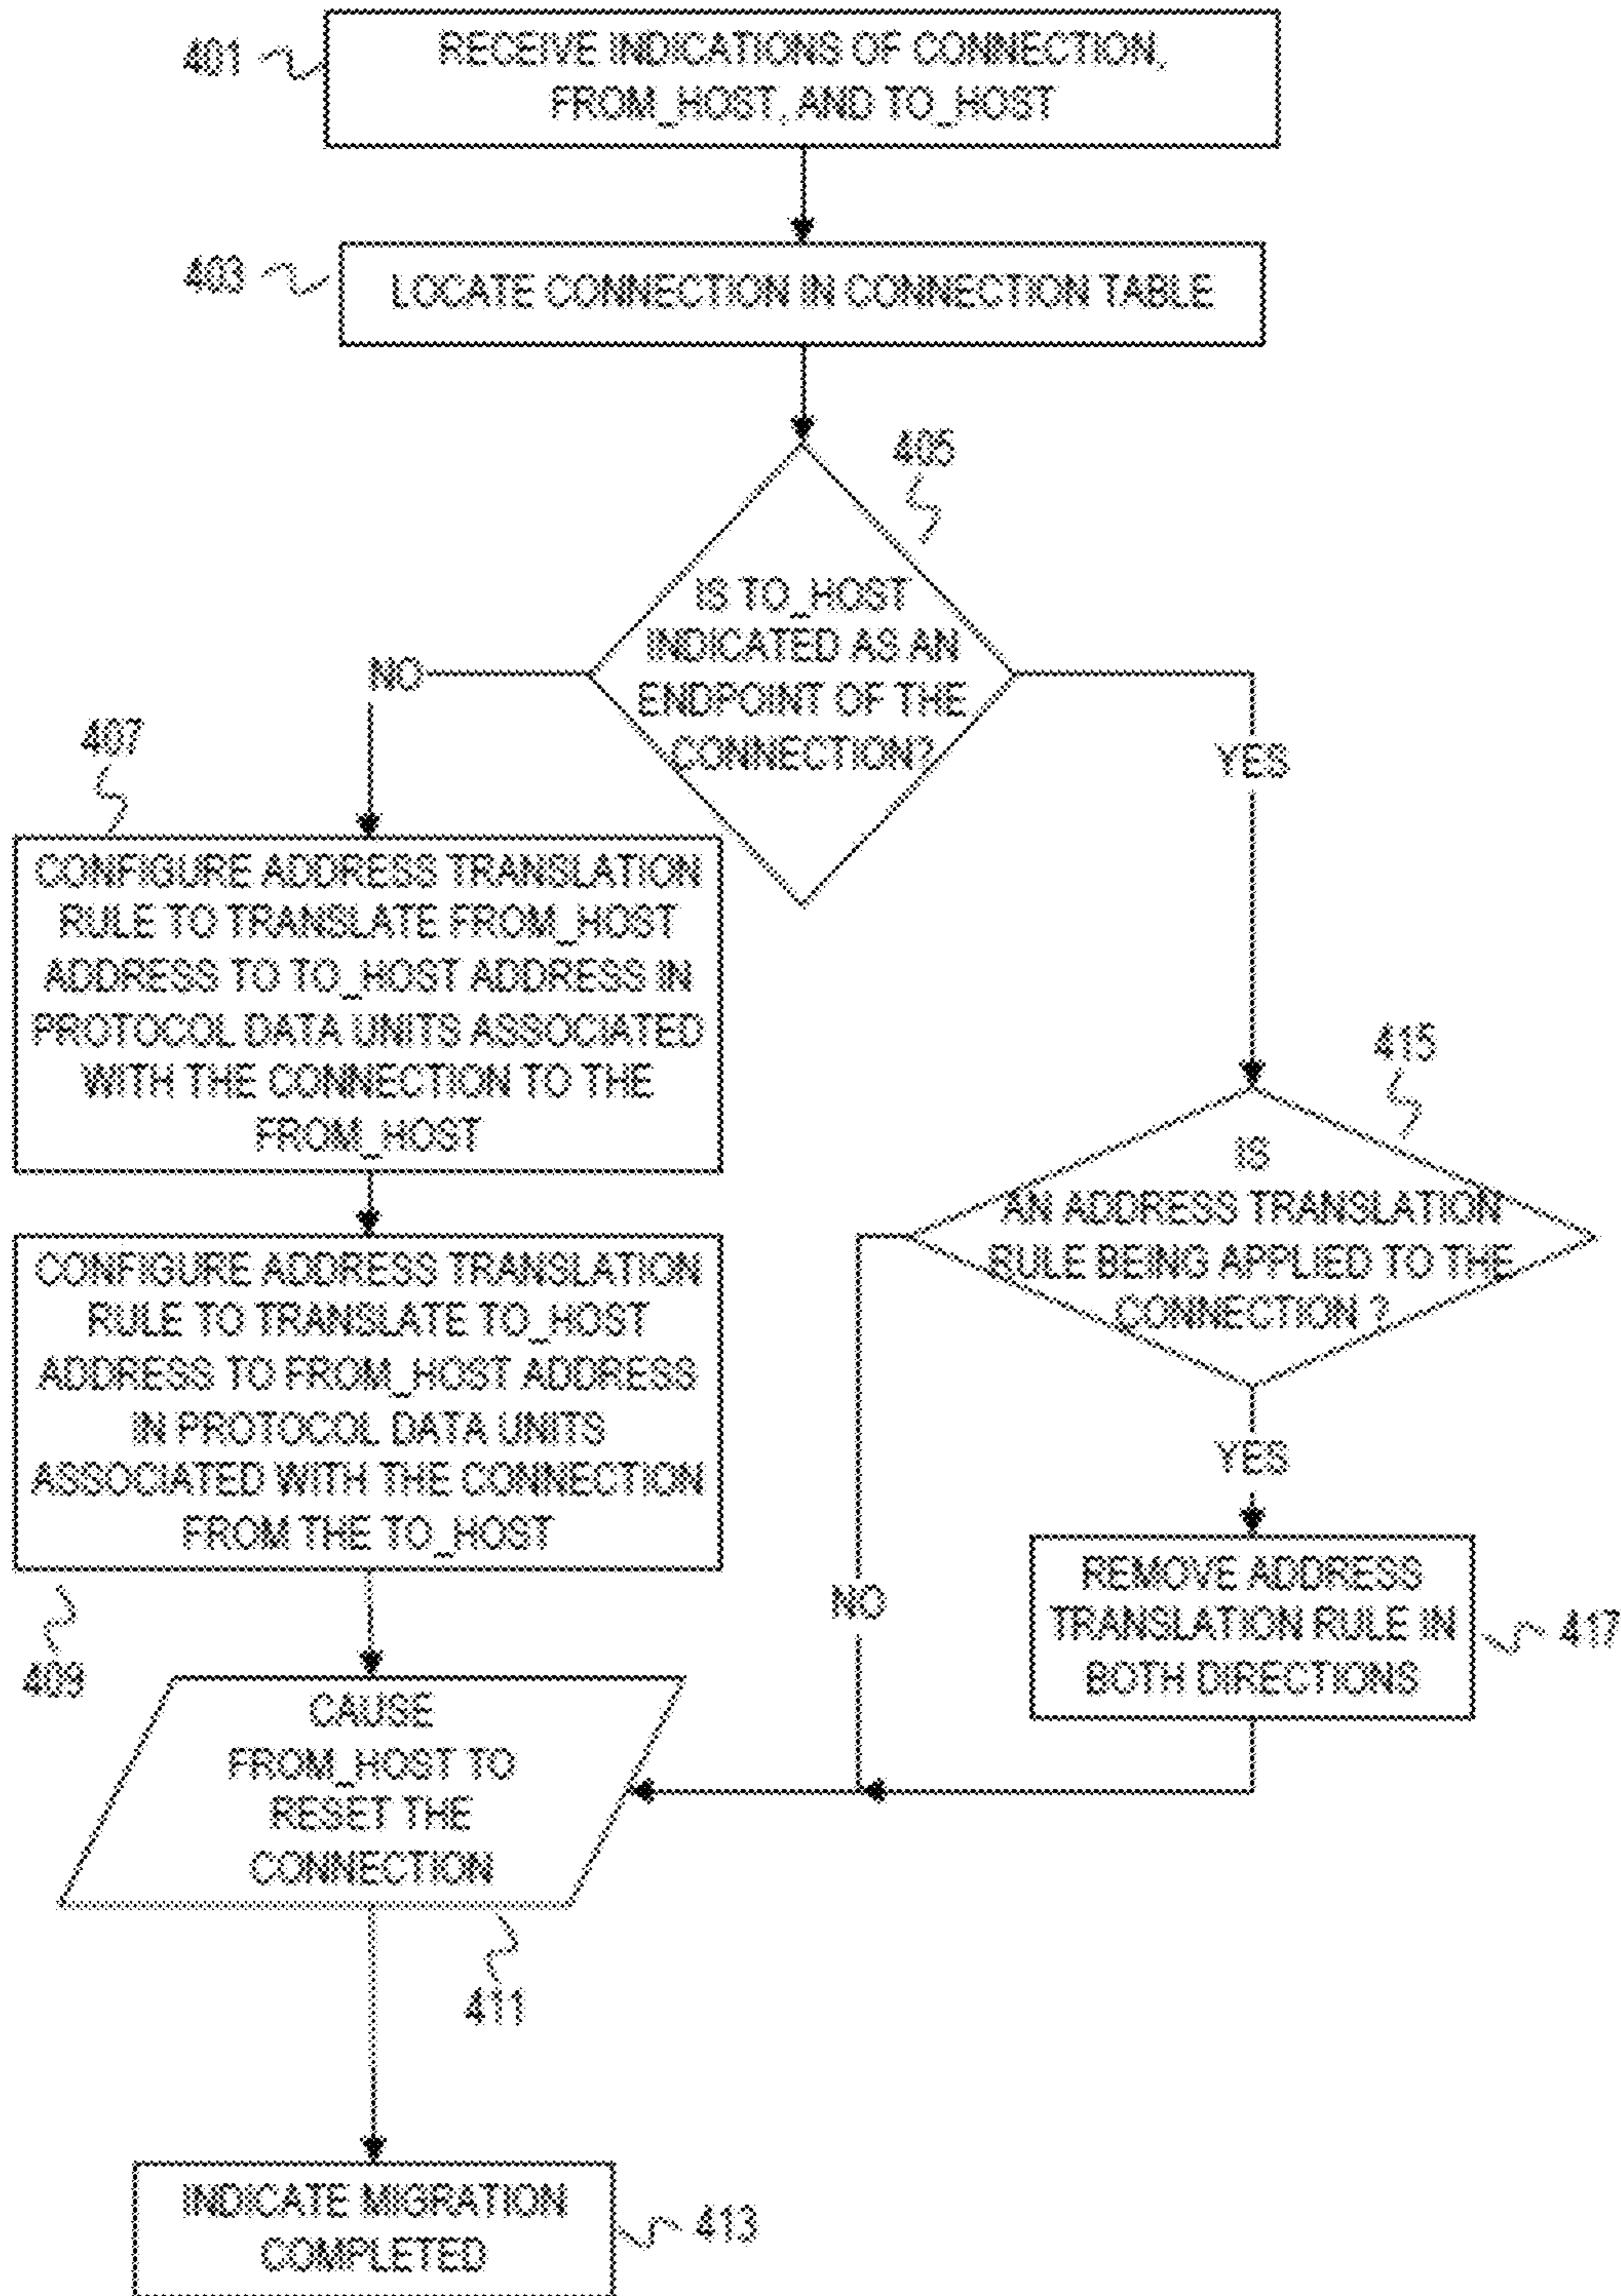 401
RECEIVE INDICATIONS OF CONNECTION,
FROM_HOST, AND TO_HOST
403
LOCATE CONNECTION IN CONNECTION TABLE
405
IS TO_HOST
INDICATED AS AN
ENDPOINT OF THE
CONNECTION?
NO
YES
407
CONFIGURE ADDRESS TRANSLATION
RULE TO TRANSLATE FROM_HOST
ADDRESS TO TO_HOST ADDRESS IN
PROTOCOL DATA UNITS ASSOCIATED
WITH THE CONNECTION TO THE
FROM_HOST
CONFIGURE ADDRESS TRANSLATION
RULE TO TRANSLATE TO_HOST
ADDRESS TO FROM_HOST ADDRESS
IN PROTOCOL DATA UNITS
ASSOCIATED WITH THE CONNECTION
FROM THE TO_HOST
409
415
IS
AN ADDRESS TRANSLATION
RULE BEING APPLIED TO THE
CONNECTION ?
YES
NO
REMOVE ADDRESS
TRANSLATION RULE IN
BOTH DIRECTIONS
417
CAUSE
FROM_HOST TO
RESET THE
CONNECTION
411
INDICATE MIGRATION
COMPLETED
413